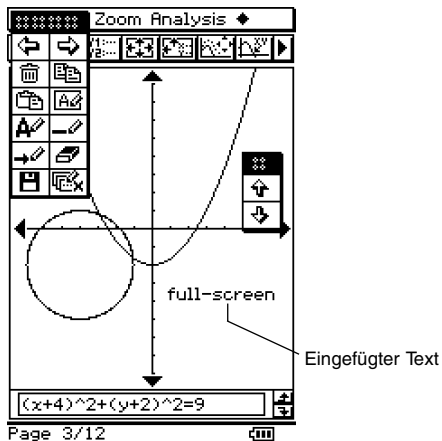 Zoom Analysis ◆
full-screen
Eingefügter Text
(x+4)^2+(y+2)^2=9
Page 3/12